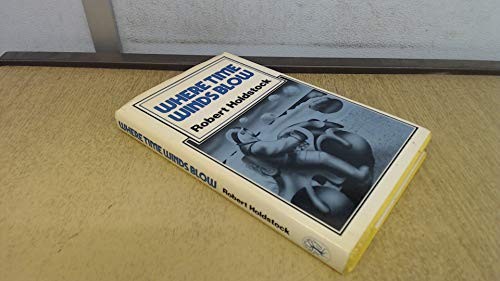 WHERE TIME
WINDS BLOW
Robert Holdstock
WHERE TIME WINDS BLOW Robert Holdstock